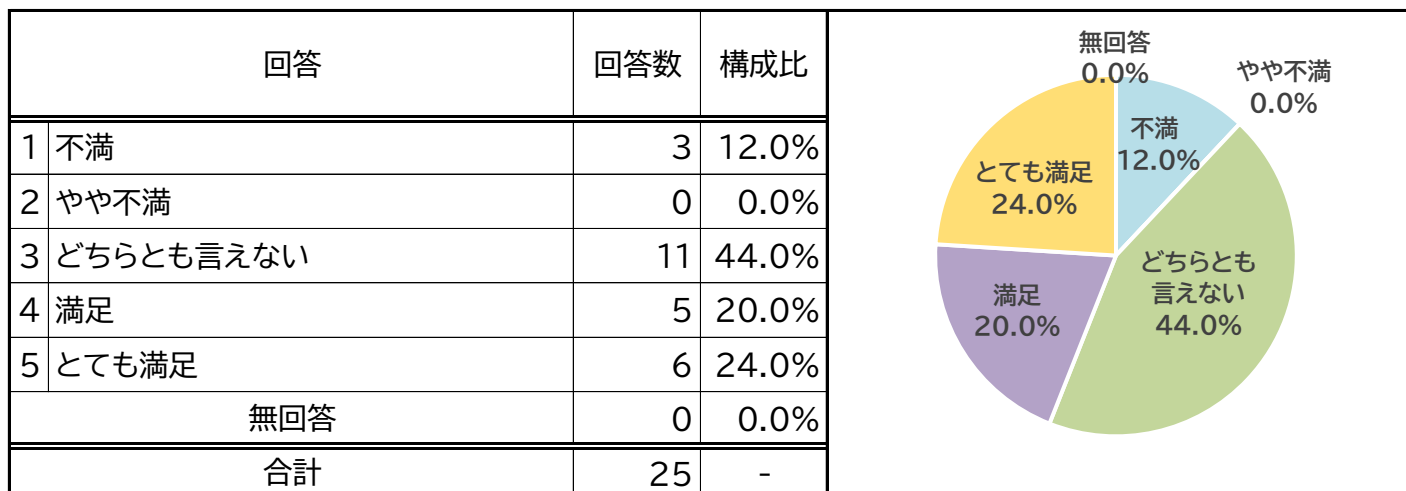 回答 回答数 構成比
1 不満 3 12.0%
2 やや不満 0 0.0%
3 どちらとも言えない 11 44.0%
4 満足 5 20.0%
5 とても満足 6 24.0%
無回答 0 0.0%
合計 25 -
無回答
0.0%
やや不満
0.0%
不満
12.0%
とても満足
24.0%
どちらとも
言えない
44.0%
満足
20.0%